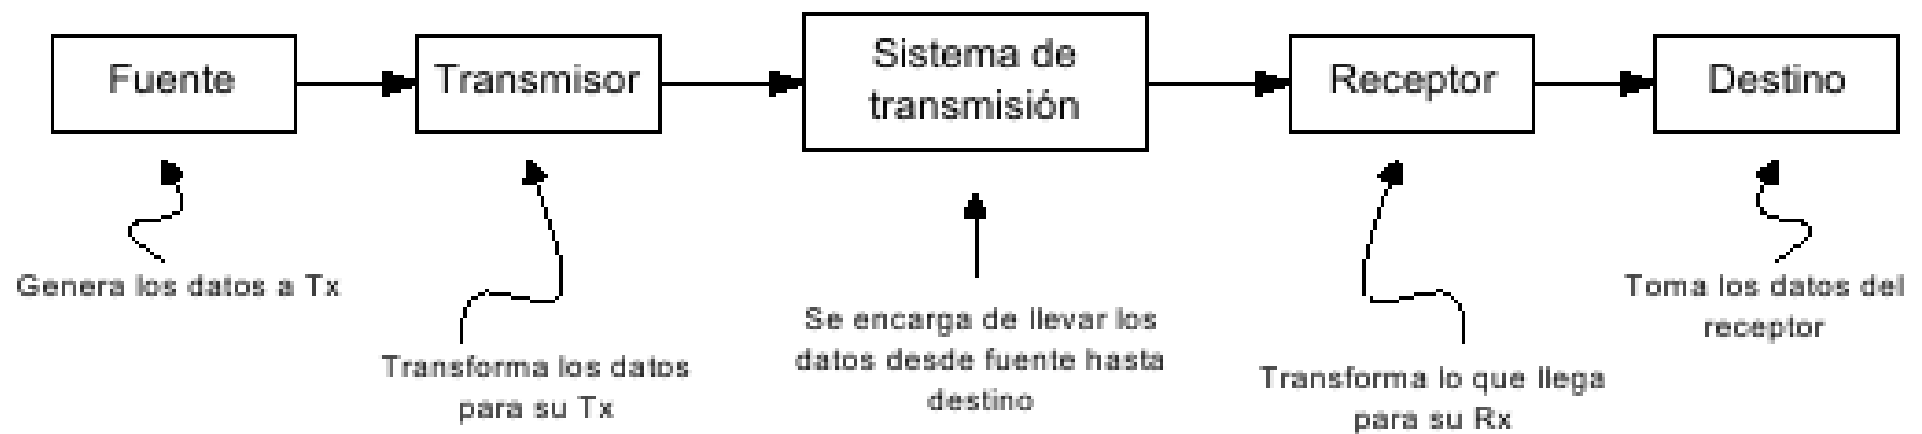 Fuente
Transmisor
Sistema de
transmisión
Receptor
Destino
Genera los datos a Tx
Transforma los datos
para su Tx
Se encarga de llevar los
datos desde fuente hasta
destino
Transforma lo que llega
para su Rx
Toma los datos del
receptor